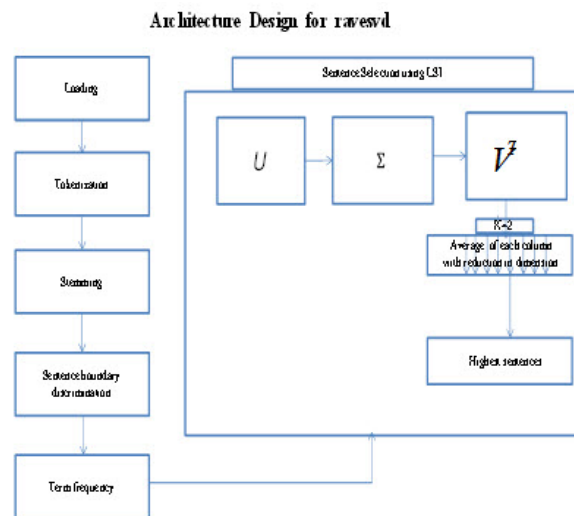 Architecture Design for ravesvd
Loading
Tokenization
Stemming
Sentence boundary
discrimination
Term frequency
Sentence Selection using LSI
U
Σ
V^T
K=2
Average of each column
with reduction in dimension
Highest sentences